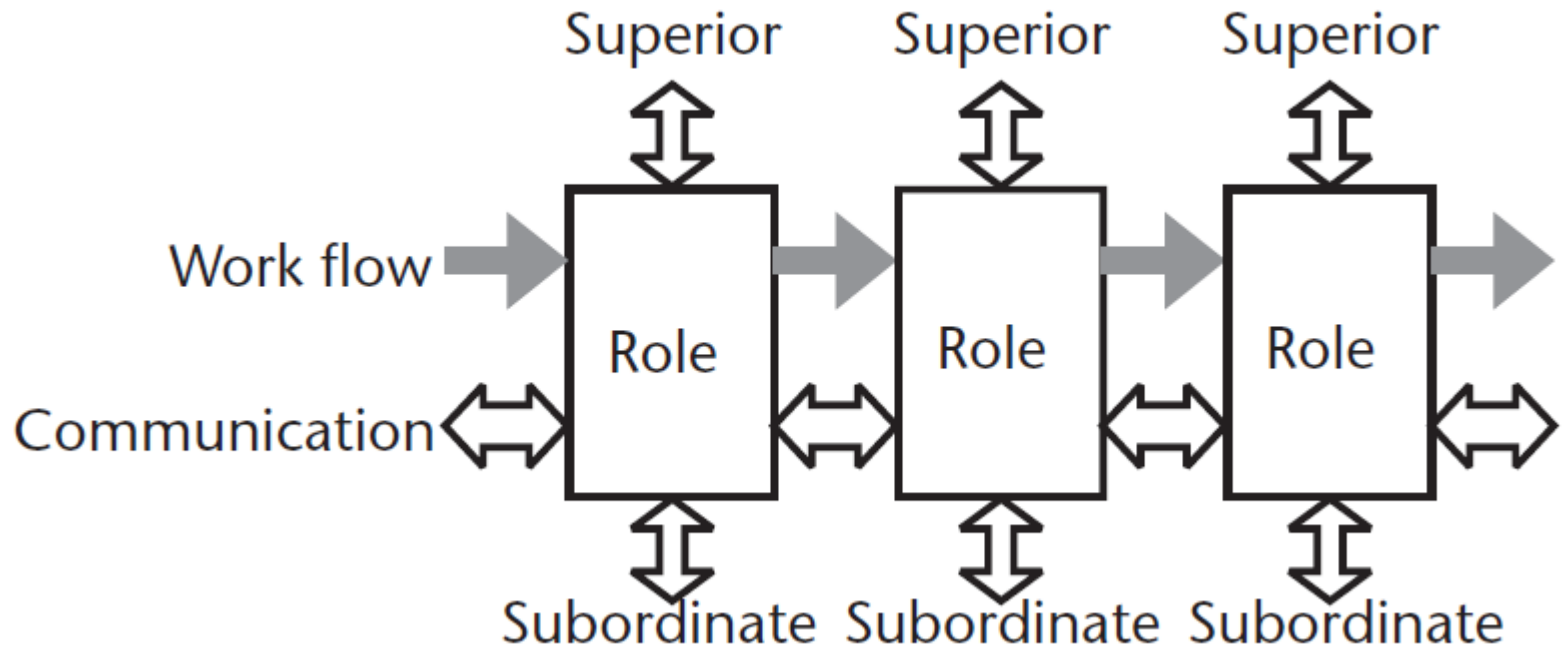 Superior Superior Superior
Work flow
Role Role Role
Communication
Subordinate Subordinate Subordinate